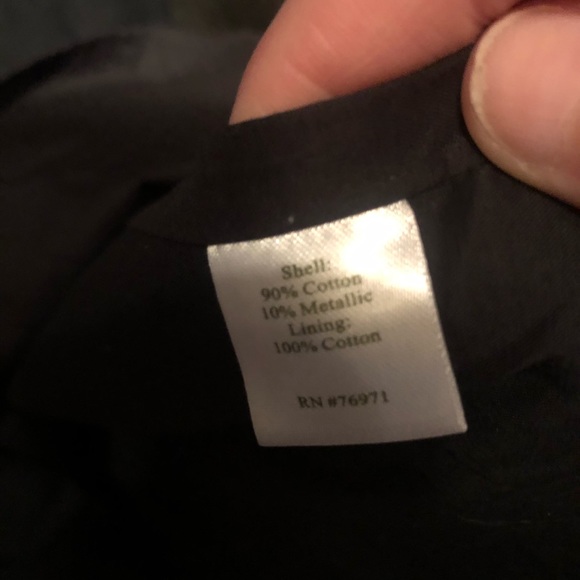 Shell:
90% Cotton
10% Metallic
Lining:
100% Cotton
RN #76971